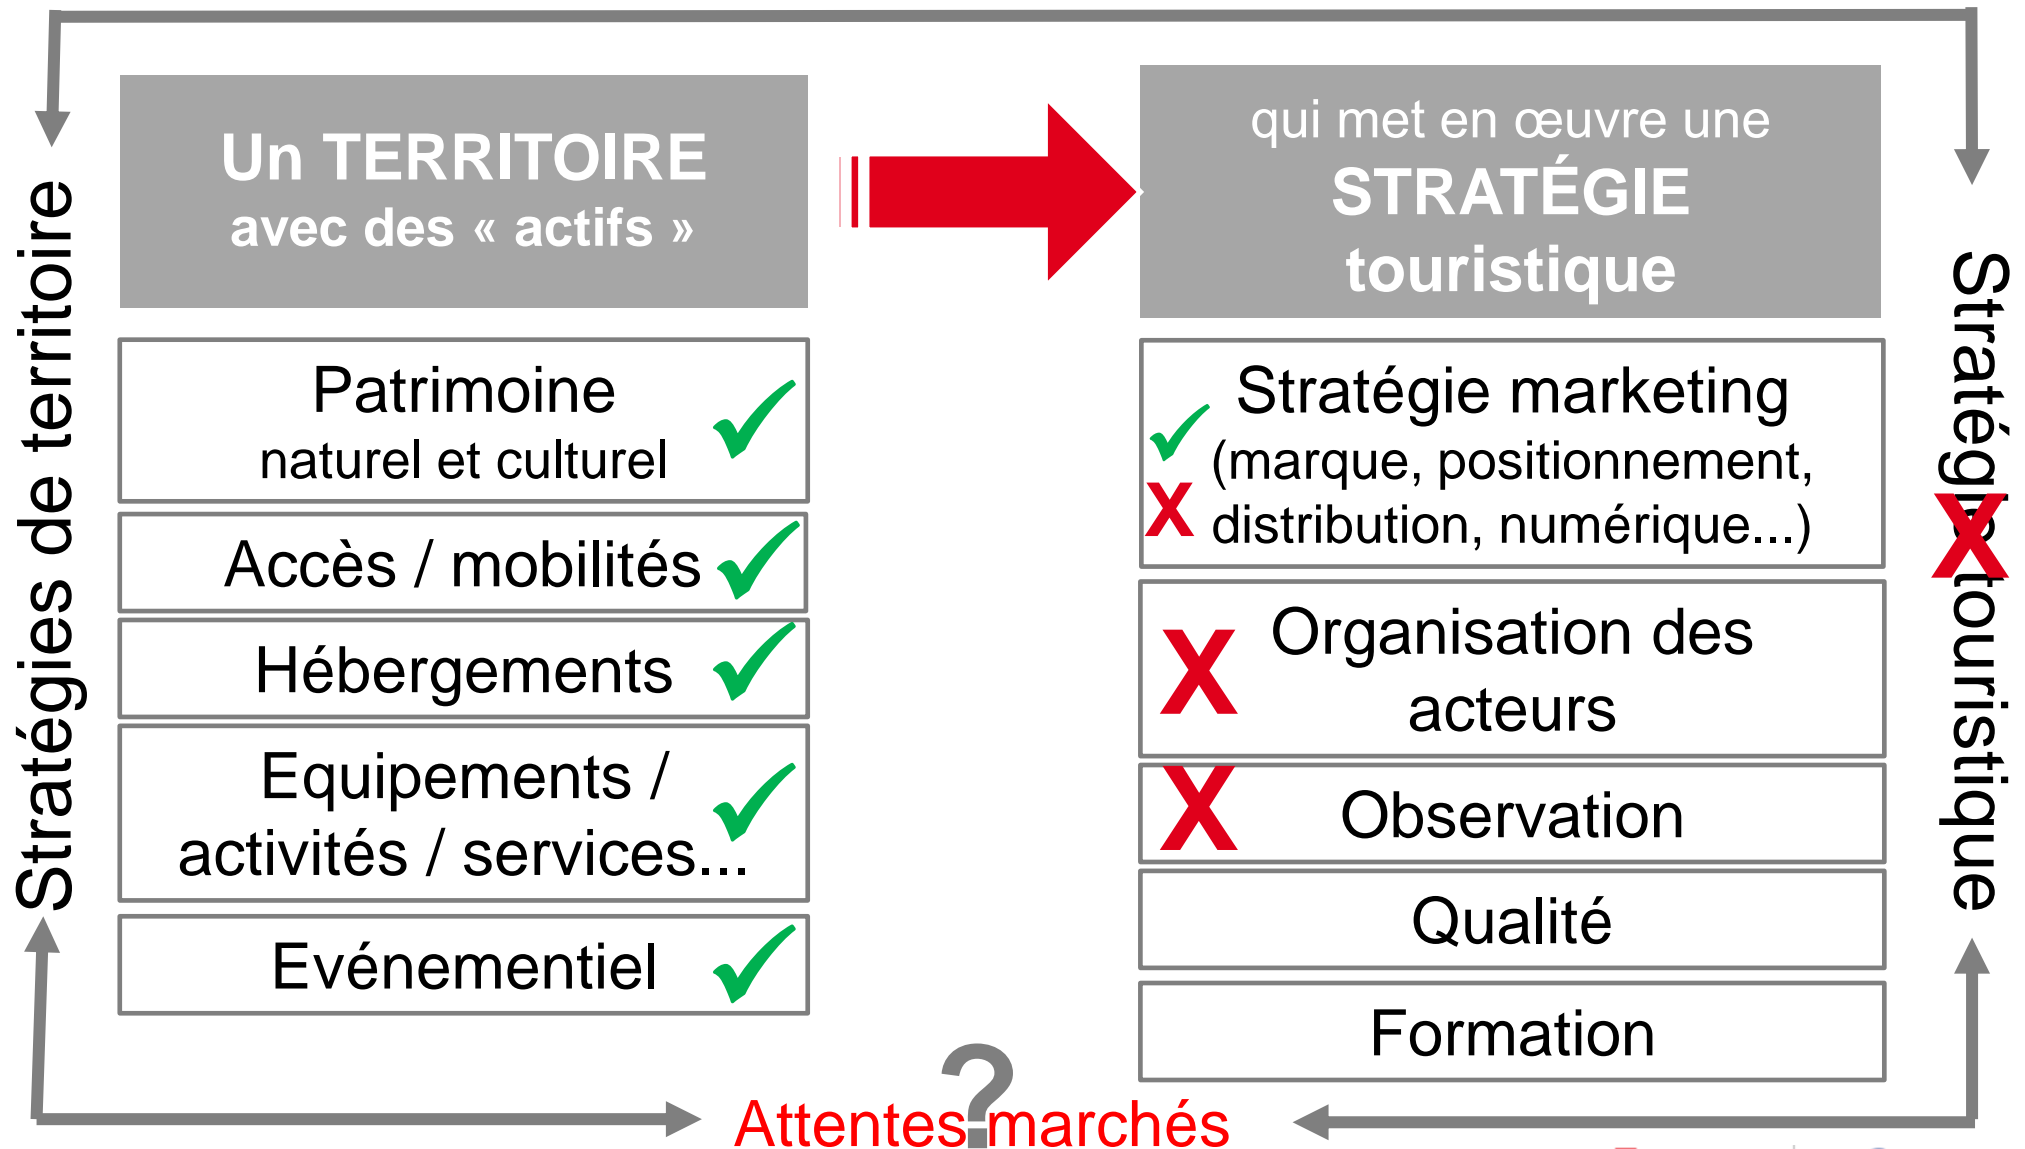 Stratégies de territoire
Un TERRITOIRE
avec des « actifs »
Patrimoine
naturel et culturel
Accès / mobilités
Hébergements
Equipements /
activités / services...
Evénementiel
qui met en œuvre une
STRATÉGIE
touristique
Stratégie marketing
(marque, positionnement,
X distribution, numérique...)
X Organisation des
acteurs
X Observation
Qualité
Formation
Stratégie touristique
X
?
Attentes marchés